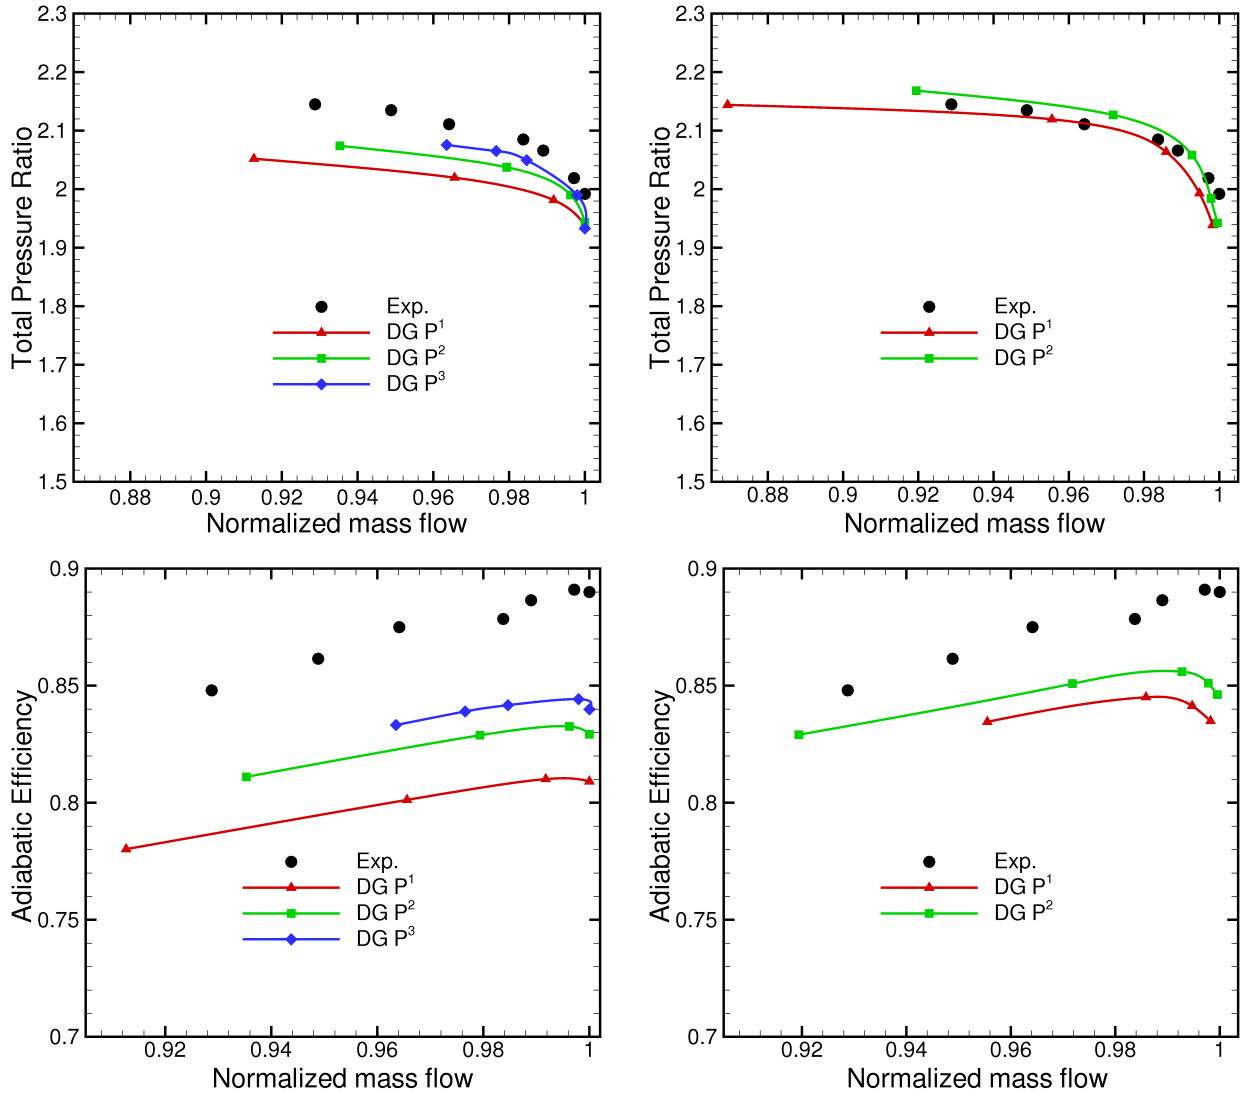 2.3
2.2
2.1
2
1.9
1.8
1.7
1.6
1.5
Total Pressure Ratio
Exp.
DG P¹
DG P²
DG P³
0.88 0.9 0.92 0.94 0.96 0.98 1
Normalized mass flow
2.3
2.2
2.1
2
1.9
1.8
1.7
1.6
1.5
Total Pressure Ratio
Exp.
DG P¹
DG P²
0.88 0.9 0.92 0.94 0.96 0.98 1
Normalized mass flow
0.9
0.85
0.8
0.75
0.7
Adiabatic Efficiency
Exp.
DG P¹
DG P²
DG P³
0.92 0.94 0.96 0.98 1
Normalized mass flow
0.9
0.85
0.8
0.75
0.7
Adiabatic Efficiency
Exp.
DG P¹
DG P²
0.92 0.94 0.96 0.98 1
Normalized mass flow